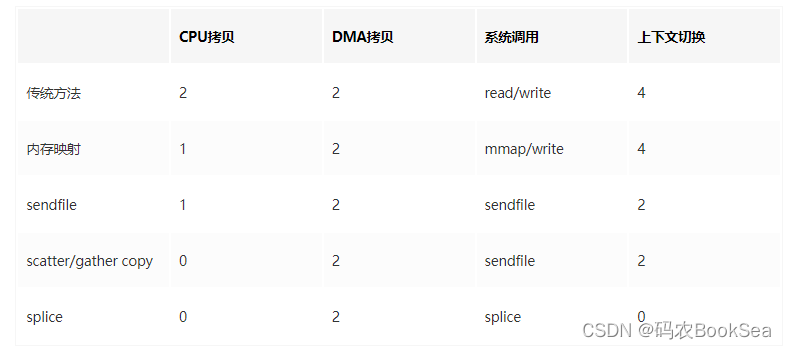 CPU拷贝 DMA拷贝 系统调用 上下文切换
传统方法 2 2 read/write 4
内存映射 1 2 mmap/write 4
sendfile 1 2 sendfile 2
scatter/gather copy 0 2 sendfile 2
splice 0 2 splice 0
CSDN @码农BookSea